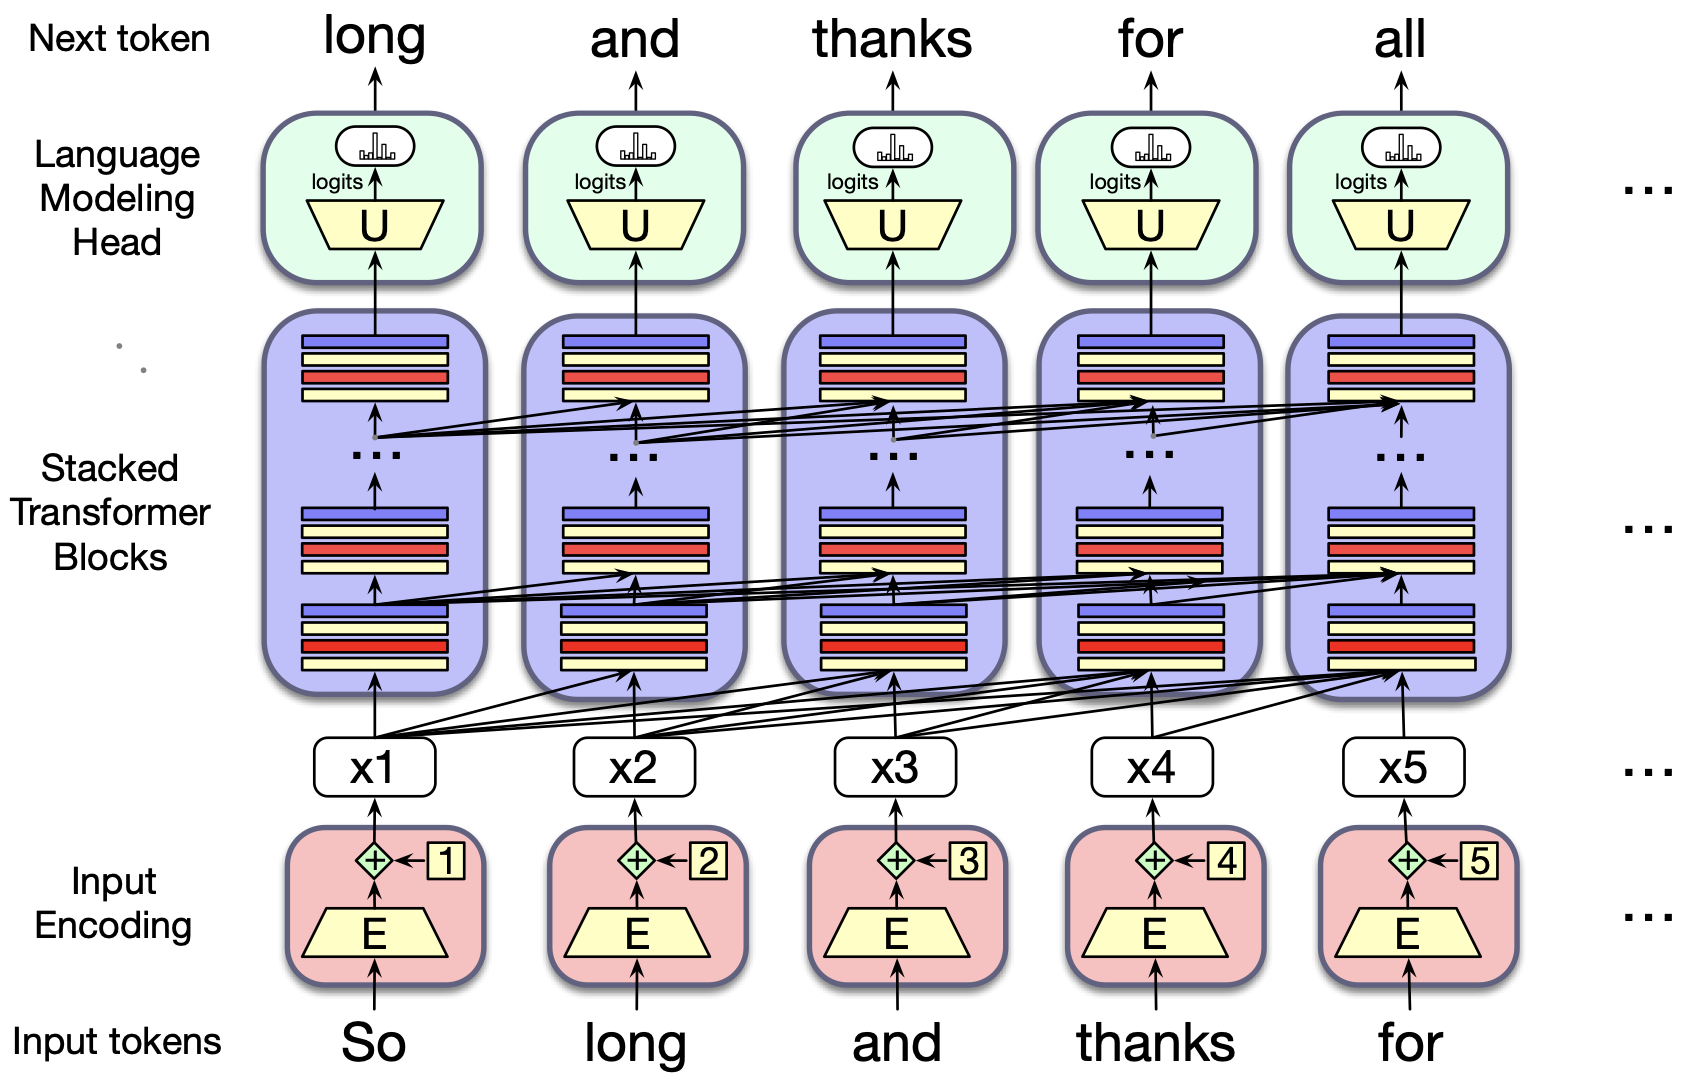 Next token long and thanks for all
Language
Modeling
Head
logits logits logits logits logits
U U U U U
...
Stacked
Transformer
Blocks
... ... ... ... ...
...
x1 x2 x3 x4 x5 ...
Input
Encoding
+ 1 + 2 + 3 + 4 + 5
E E E E E
...
Input tokens So long and thanks for